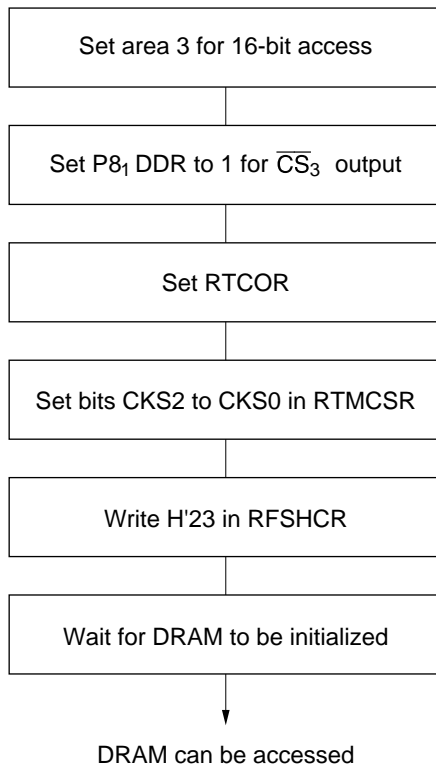 Set area 3 for 16-bit access
Set P8₁ DDR to 1 for C̅S̅₃ output
Set RTCOR
Set bits CKS2 to CKS0 in RTMCSR
Write H'23 in RFSHCR
Wait for DRAM to be initialized
DRAM can be accessed